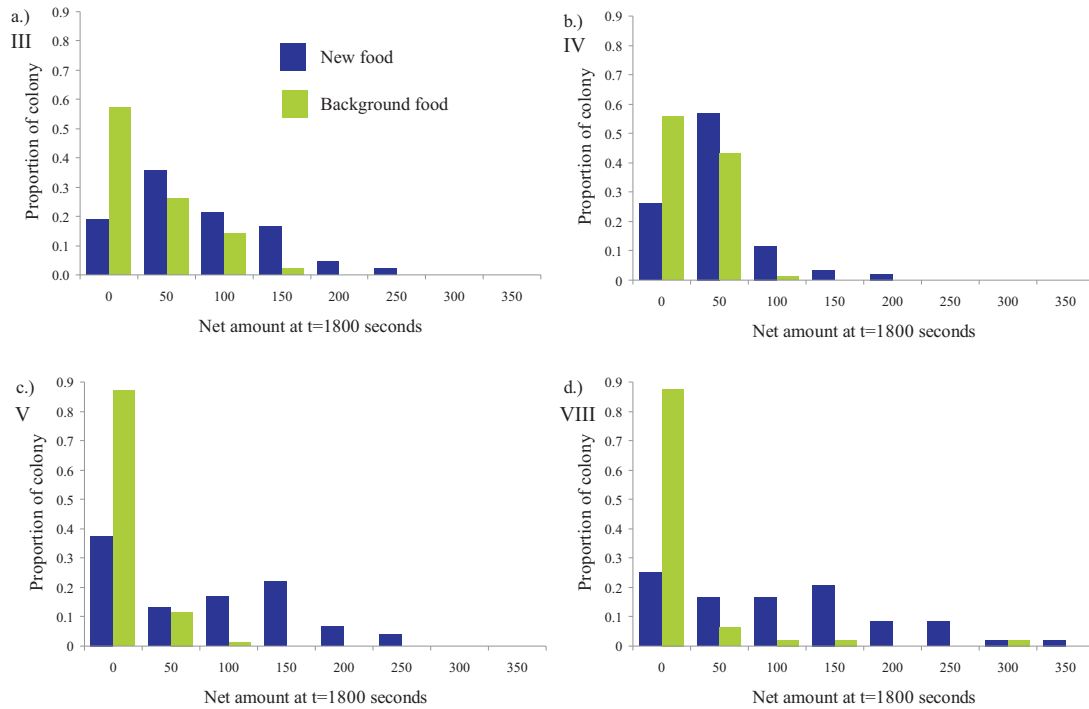 a.)
III
Proportion of colony
0.9
0.8
0.7
0.6
0.5
0.4
0.3
0.2
0.1
0.0
New food
Background food
0 50 100 150 200 250 300 350
Net amount at t=1800 seconds
b.)
IV
Proportion of colony
0.9
0.8
0.7
0.6
0.5
0.4
0.3
0.2
0.1
0
0 50 100 150 200 250 300 350
Net amount at t=1800 seconds
c.)
V
Proportion of colony
0.9
0.8
0.7
0.6
0.5
0.4
0.3
0.2
0.1
0
0 50 100 150 200 250 300 350
Net amount at t=1800 seconds
d.)
VIII
Proportion of colony
0.9
0.8
0.7
0.6
0.5
0.4
0.3
0.2
0.1
0
0 50 100 150 200 250 300 350
Net amount at t=1800 seconds